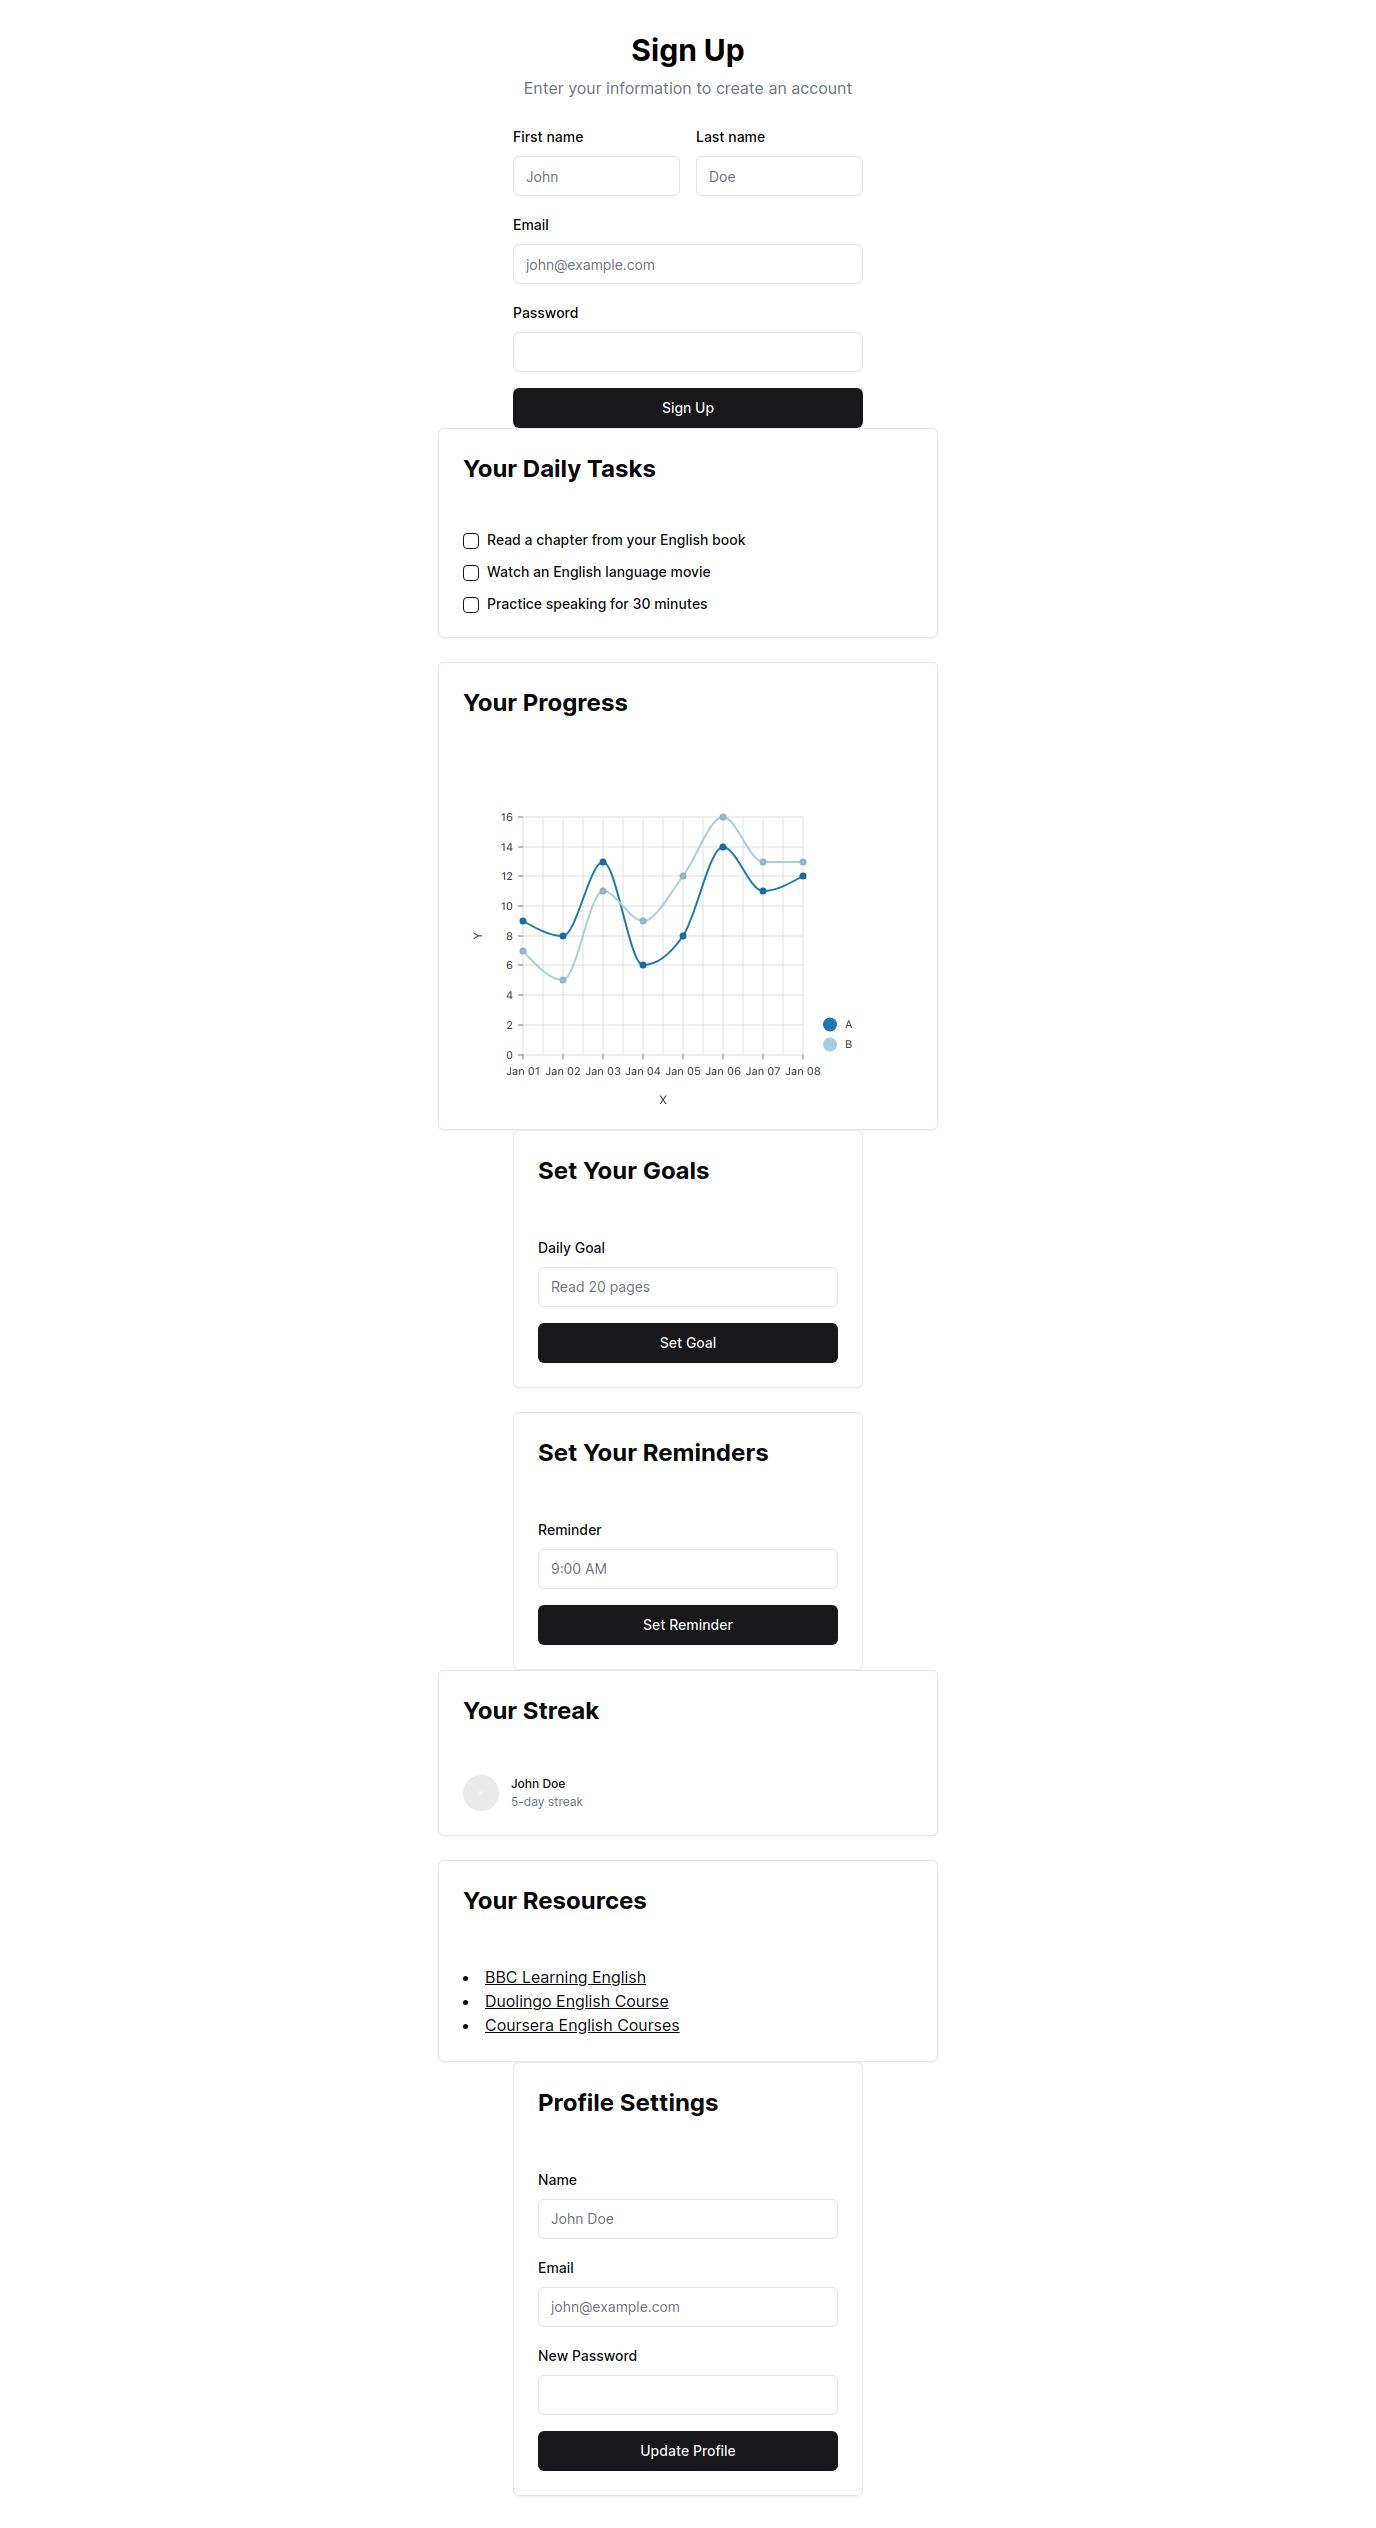 Sign Up
Enter your information to create an account
First name Last name
John Doe
Email
john@example.com
Password
Sign Up
Your Daily Tasks
Read a chapter from your English book
Watch an English language movie
Practice speaking for 30 minutes
Your Progress
16
14
12
10
8
6
4
2
0
Y
Jan 01 Jan 02 Jan 03 Jan 04 Jan 05 Jan 06 Jan 07 Jan 08
X
A
B
Set Your Goals
Daily Goal
Read 20 pages
Set Goal
Set Your Reminders
Reminder
9:00 AM
Set Reminder
Your Streak
John Doe
5-day streak
Your Resources
BBC Learning English
Duolingo English Course
Coursera English Courses
Profile Settings
Name
John Doe
Email
john@example.com
New Password
Update Profile